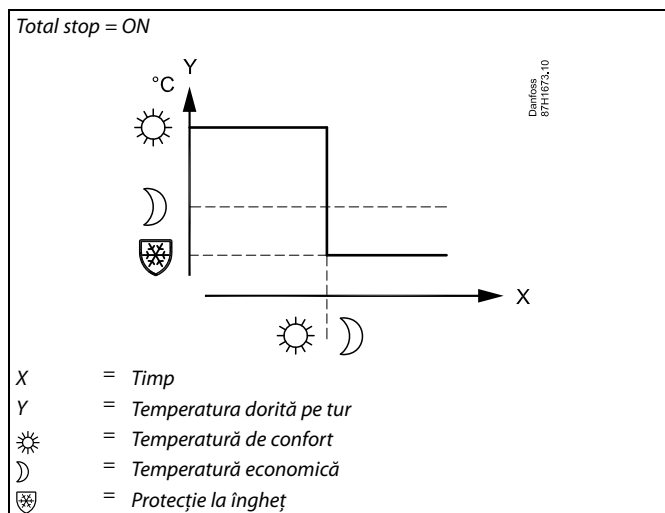 Total stop = ON
Y
°C
Danfoss
87H1673.10
X
X = Timp
Y = Temperatura dorită pe tur
= Temperatură de confort
= Temperatură economică
= Protecție la îngheț